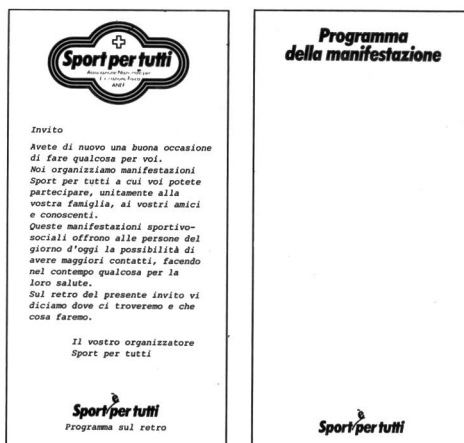 Sport per tutti
ANEF
Invito
Avete di nuovo una buona occasione
di fare qualcosa per voi.
Noi organizziamo manifestazioni
Sport per tutti a cui voi potete
partecipare, unitamente alla
vostra famiglia, ai vostri amici
e conoscenti.
Queste manifestazioni sportivo-
sociali offrono alle persone del
giorno d'oggi la possibilità di
avere maggiori contatti, facendo
nel contempo qualcosa per la
loro salute.
Sul retro del presente invito vi
diciamo dove ci troveremo e che
cosa faremo.
Il vostro organizzatore
Sport per tutti
Sport è per tutti
Programma sul retro
Programma
della manifestazione
Sport è per tutti